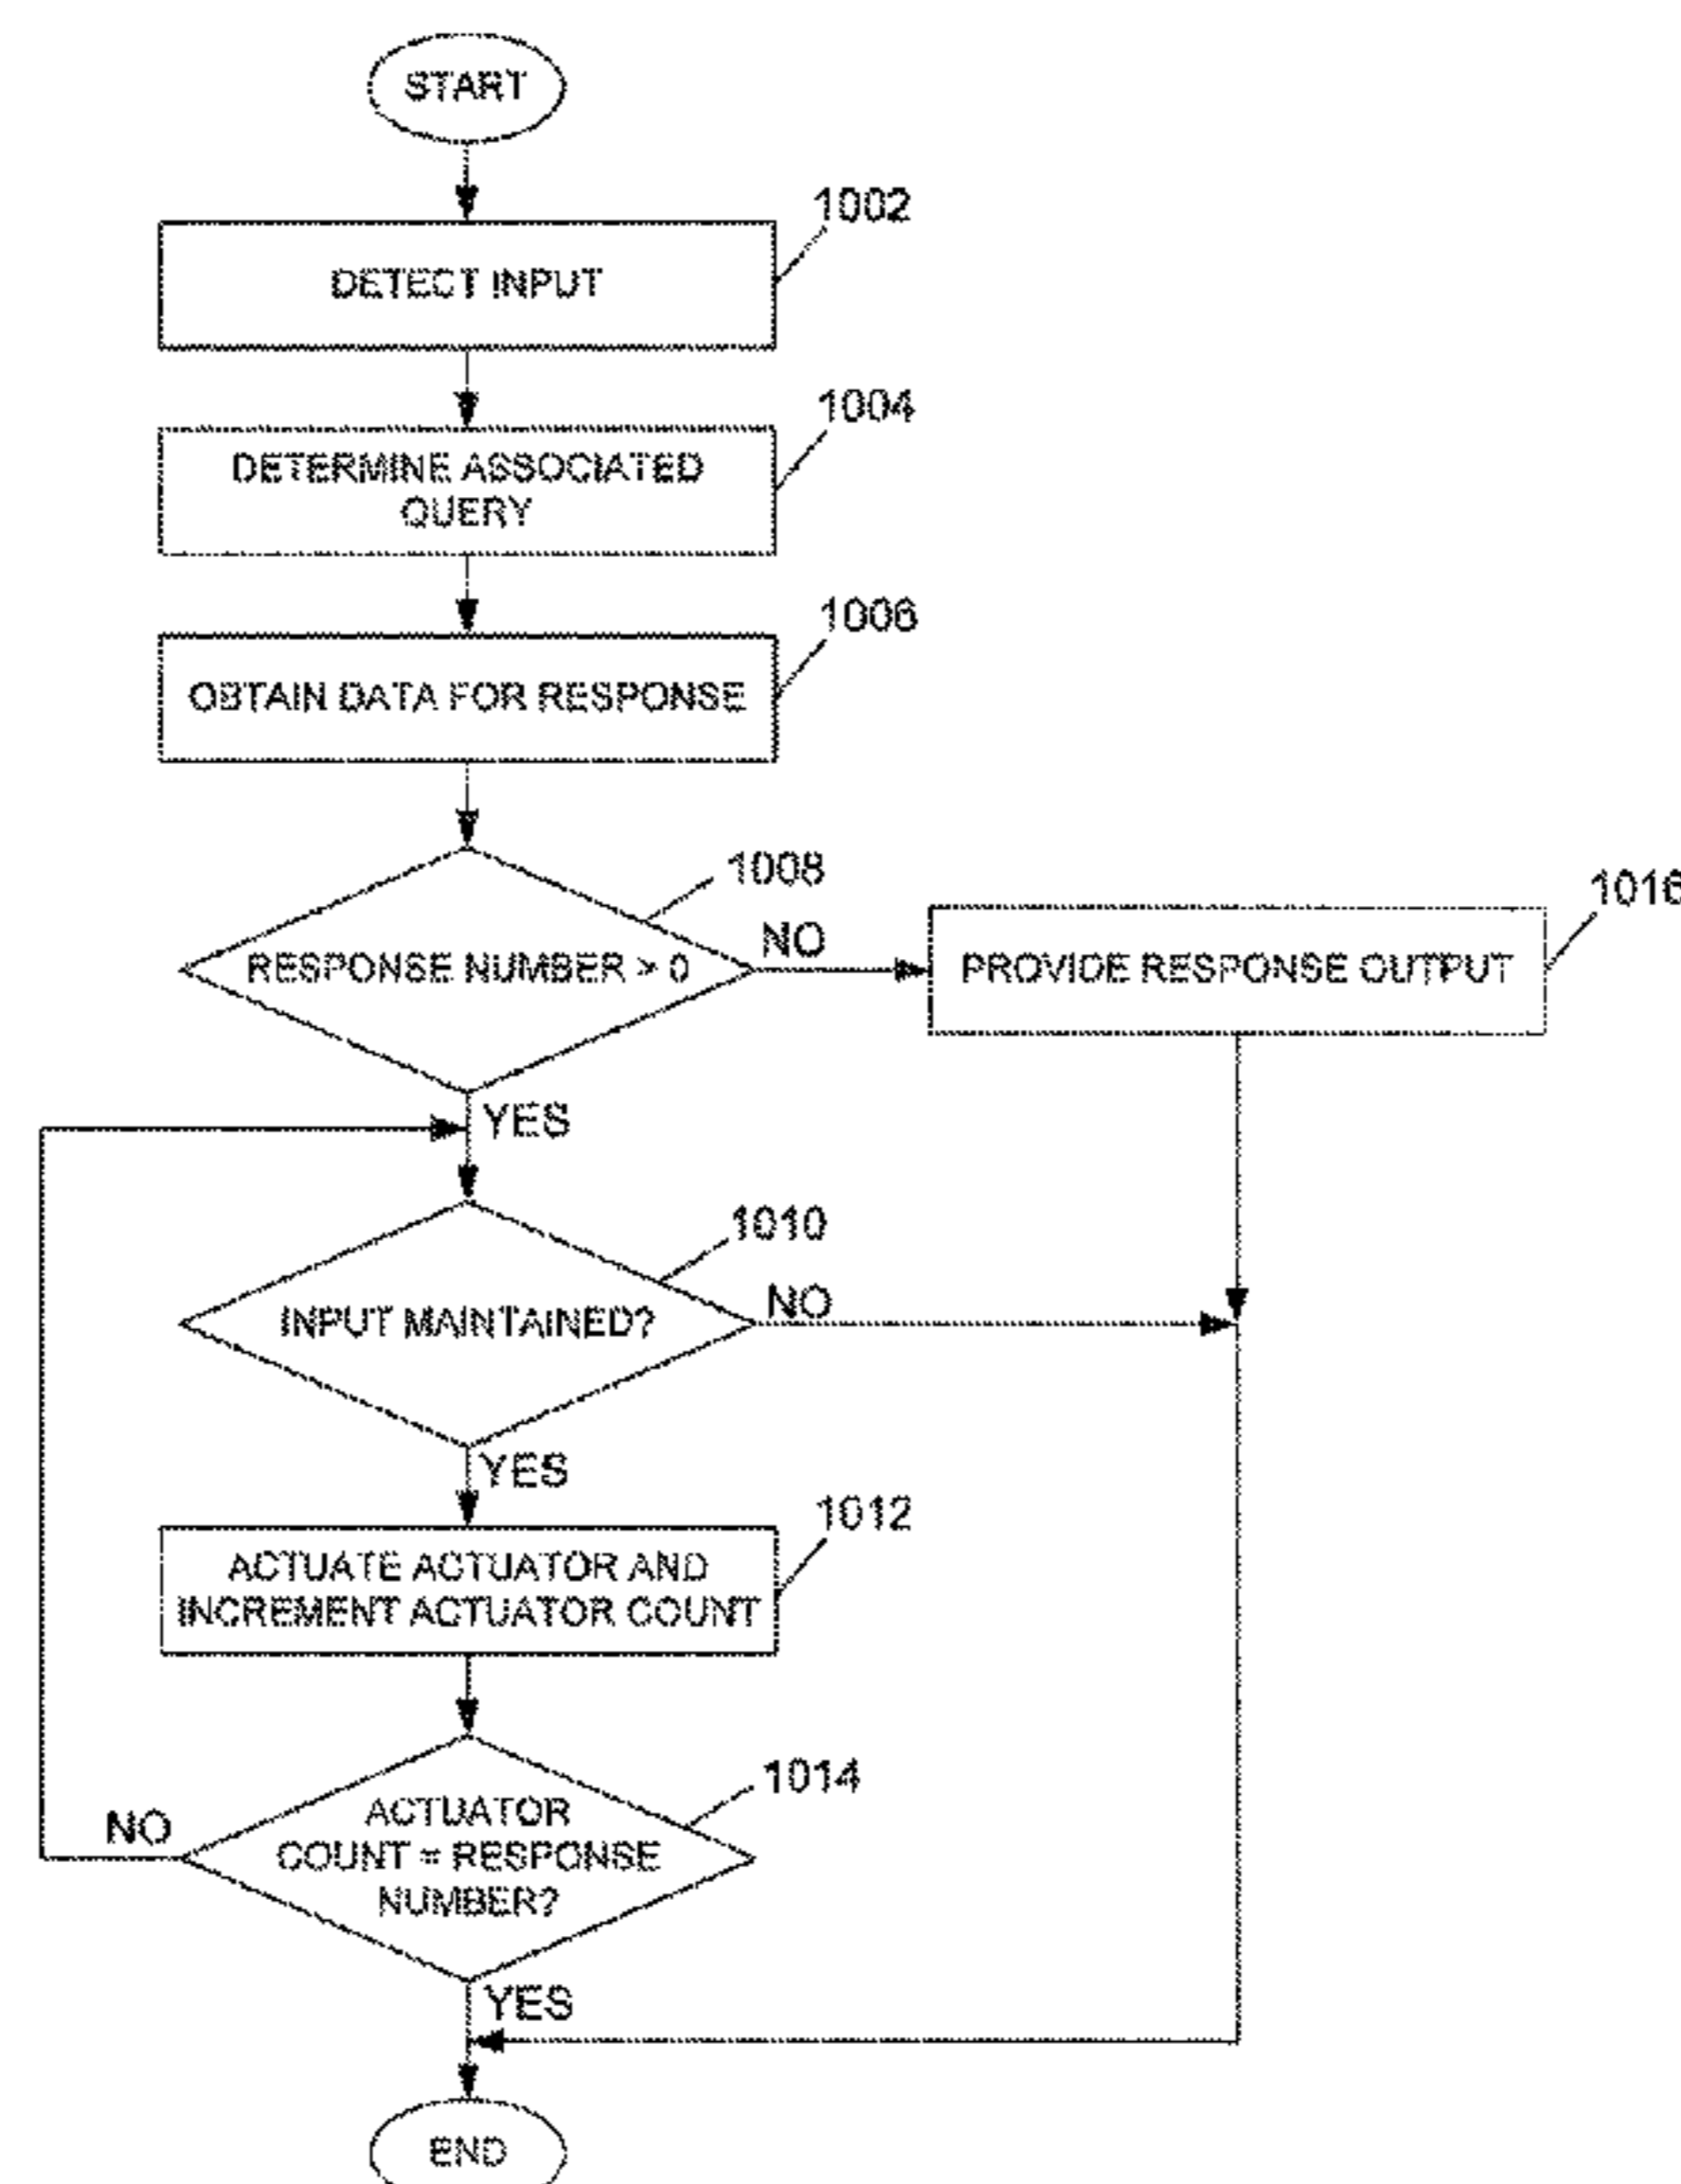 START
1002
DETECT INPUT
1004
DETERMINE ASSOCIATED
QUERY
1006
OBTAIN DATA FOR RESPONSE
1008
RESPONSE NUMBER > 0
NO
1016
PROVIDE RESPONSE OUTPUT
YES
1010
INPUT MAINTAINED?
NO
YES
1012
ACTUATE ACTUATOR AND
INCREMENT ACTUATOR COUNT
1014
ACTUATOR
COUNT = RESPONSE
NUMBER?
NO
YES
END